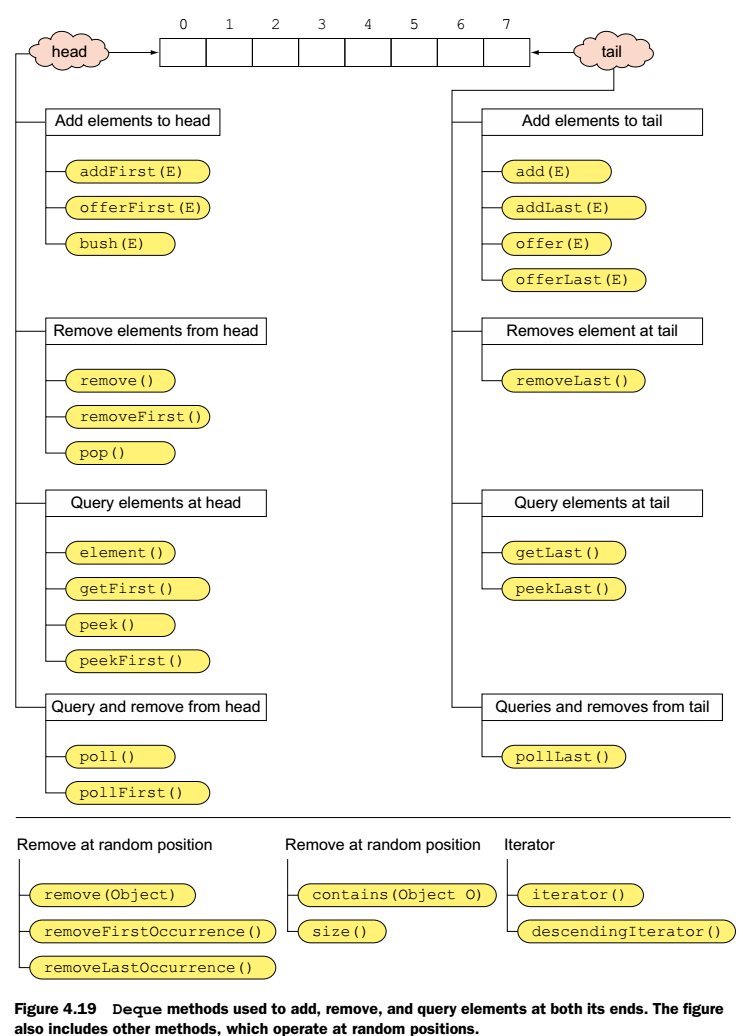 0 1 2 3 4 5 6 7
head
tail
Add elements to head
addFirst(E)
offerFirst(E)
bush(E)
Remove elements from head
remove()
removeFirst()
pop()
Query elements at head
element()
getFirst()
peek()
peekFirst()
Query and remove from head
poll()
pollFirst()
Add elements to tail
add(E)
addLast(E)
offer(E)
offerLast(E)
Removes element at tail
removeLast()
Query elements at tail
getLast()
peekLast()
Queries and removes from tail
pollLast()
Remove at random position
remove(Object)
removeFirstOccurrence()
removeLastOccurrence()
Remove at random position
contains(Object O)
size()
Iterator
iterator()
descendingIterator()
Figure 4.19 Deque methods used to add, remove, and query elements at both its ends. The figure
also includes other methods, which operate at random positions.